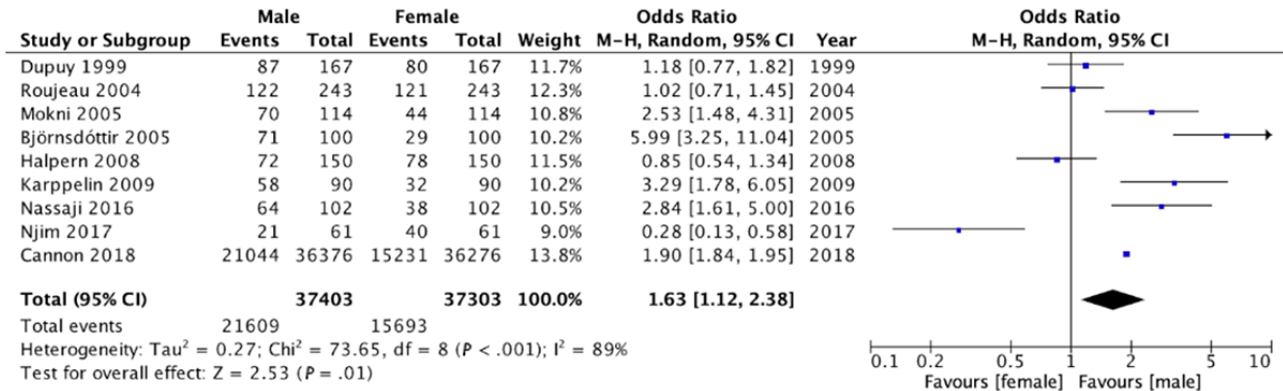 Male Female Odds Ratio Odds Ratio
Study or Subgroup Events Total Events Total Weight M-H, Random, 95% CI Year M-H, Random, 95% CI
Dupuy 1999 87 167 80 167 11.7% 1.18 [0.77, 1.82] 1999
Roujeau 2004 122 243 121 243 12.3% 1.02 [0.71, 1.45] 2004
Mokni 2005 70 114 44 114 10.8% 2.53 [1.48, 4.31] 2005
Björnsdóttir 2005 71 100 29 100 9.8% 5.99 [3.25, 11.04] 2005
Halpern 2008 72 150 78 150 11.5% 0.85 [0.54, 1.34] 2008
Karppelin 2009 58 90 32 90 10.2% 3.29 [1.78, 6.05] 2009
Nassaji 2016 64 102 38 102 10.5% 2.84 [1.61, 5.00] 2016
Njim 2017 21 61 40 61 9.0% 0.28 [0.13, 0.58] 2017
Cannon 2018 21044 36376 15231 36276 13.8% 1.90 [1.84, 1.95] 2018
Total (95% CI) 37403 37303 100.0% 1.63 [1.12, 2.38]
Total events 21609 15693
Heterogeneity: Tau² = 0.27; Chi² = 73.65, df = 8 (P < .001); I² = 89%
Test for overall effect: Z = 2.53 (P = .01)
0.1 0.2 0.5 1 2 5 10
Favours [female] Favours [male]